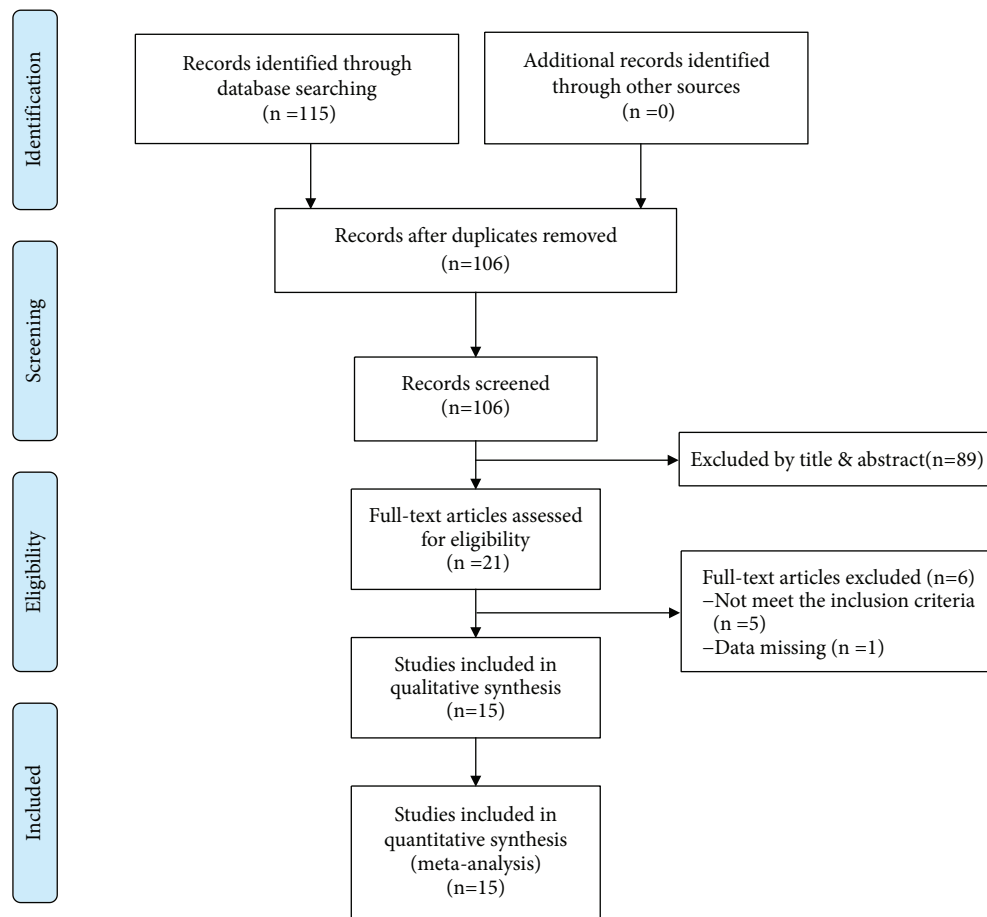 Identification
Records identified through
database searching
(n =115)
Additional records identified
through other sources
(n =0)
Records after duplicates removed
(n=106)
Screening
Records screened
(n=106)
Excluded by title & abstract(n=89)
Eligibility
Full-text articles assessed
for eligibility
(n =21)
Full-text articles excluded (n=6)
–Not meet the inclusion criteria
(n =5)
–Data missing (n =1)
Studies included in
qualitative synthesis
(n=15)
Included
Studies included in
quantitative synthesis
(meta-analysis)
(n=15)